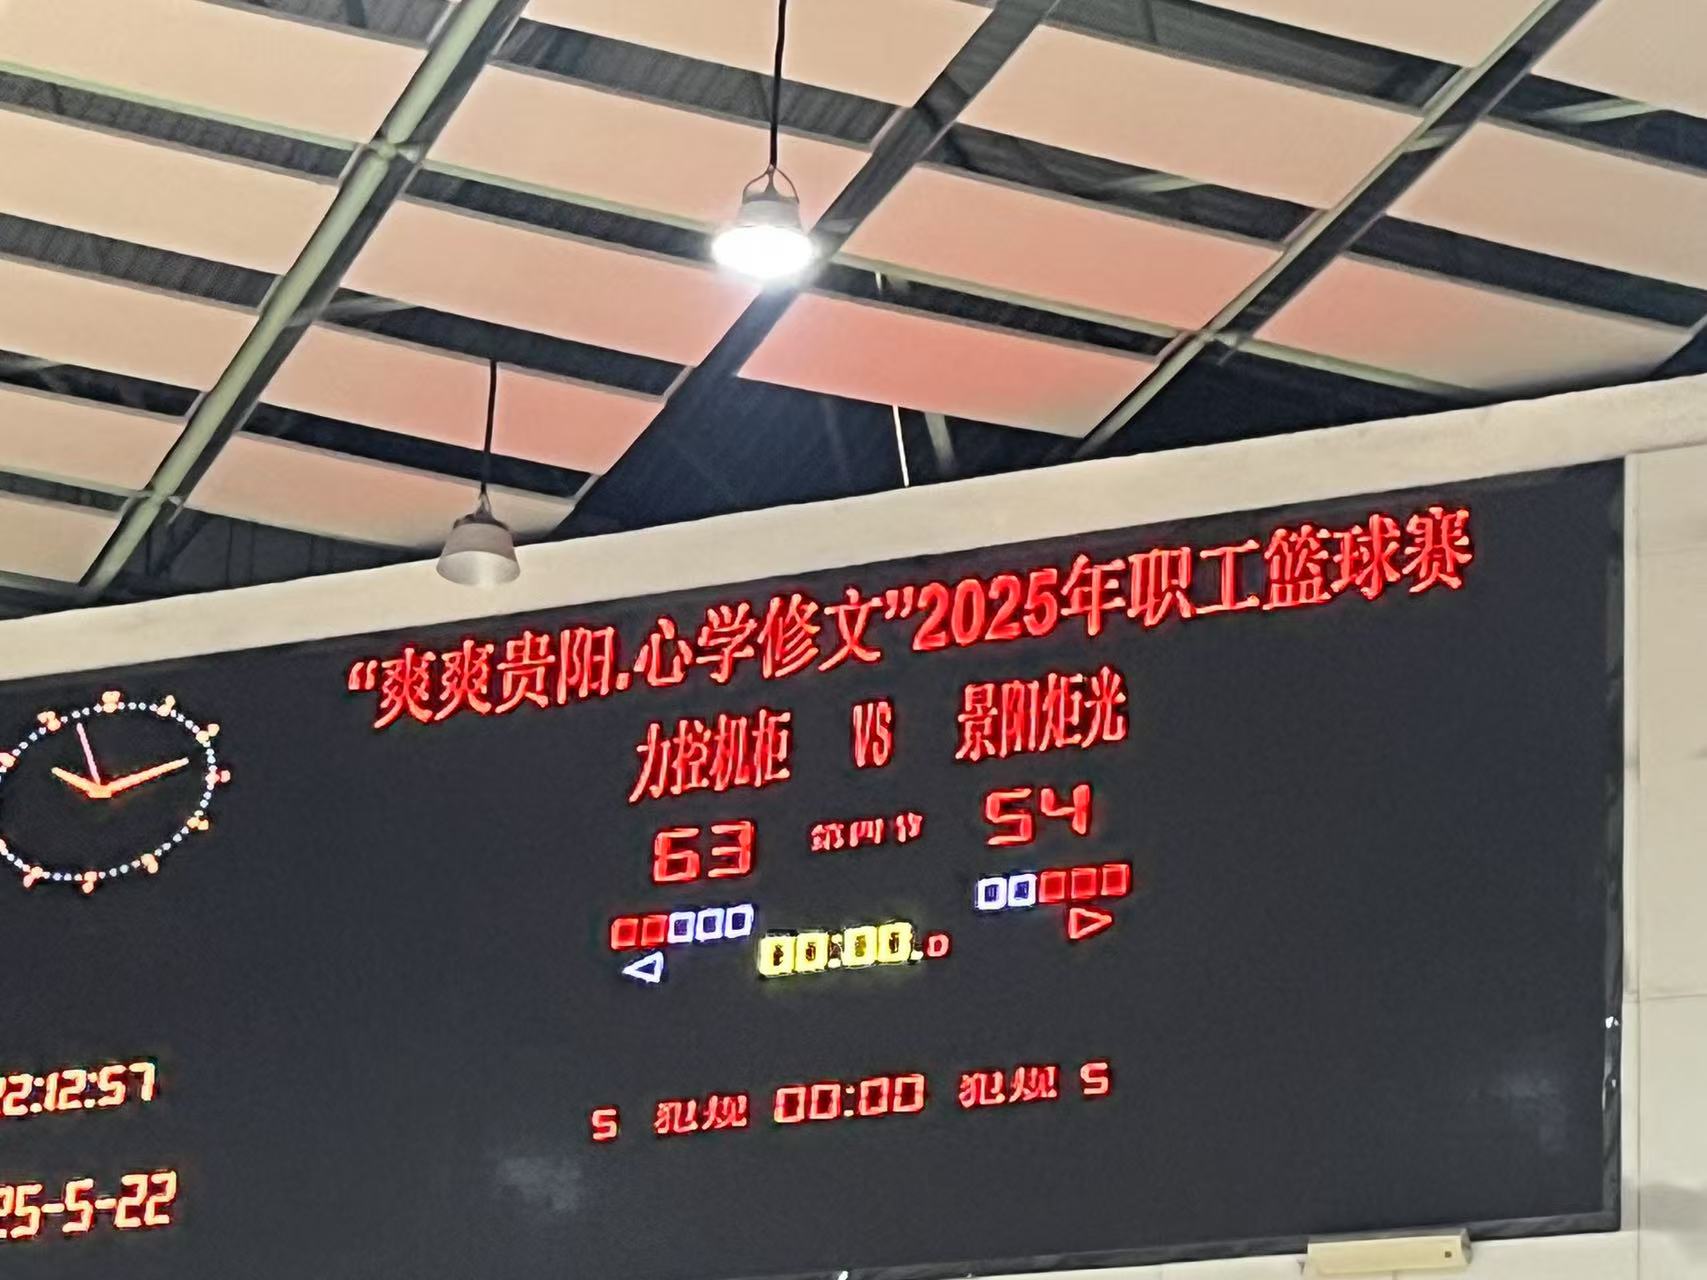 “爽爽贵阳.心学修文”2025年职工篮球赛
力控机柜 VS 景阳炬光
63 第四节 54
00:00.0
2:12:57
5 犯规 00:00 犯规 5
25-5-22